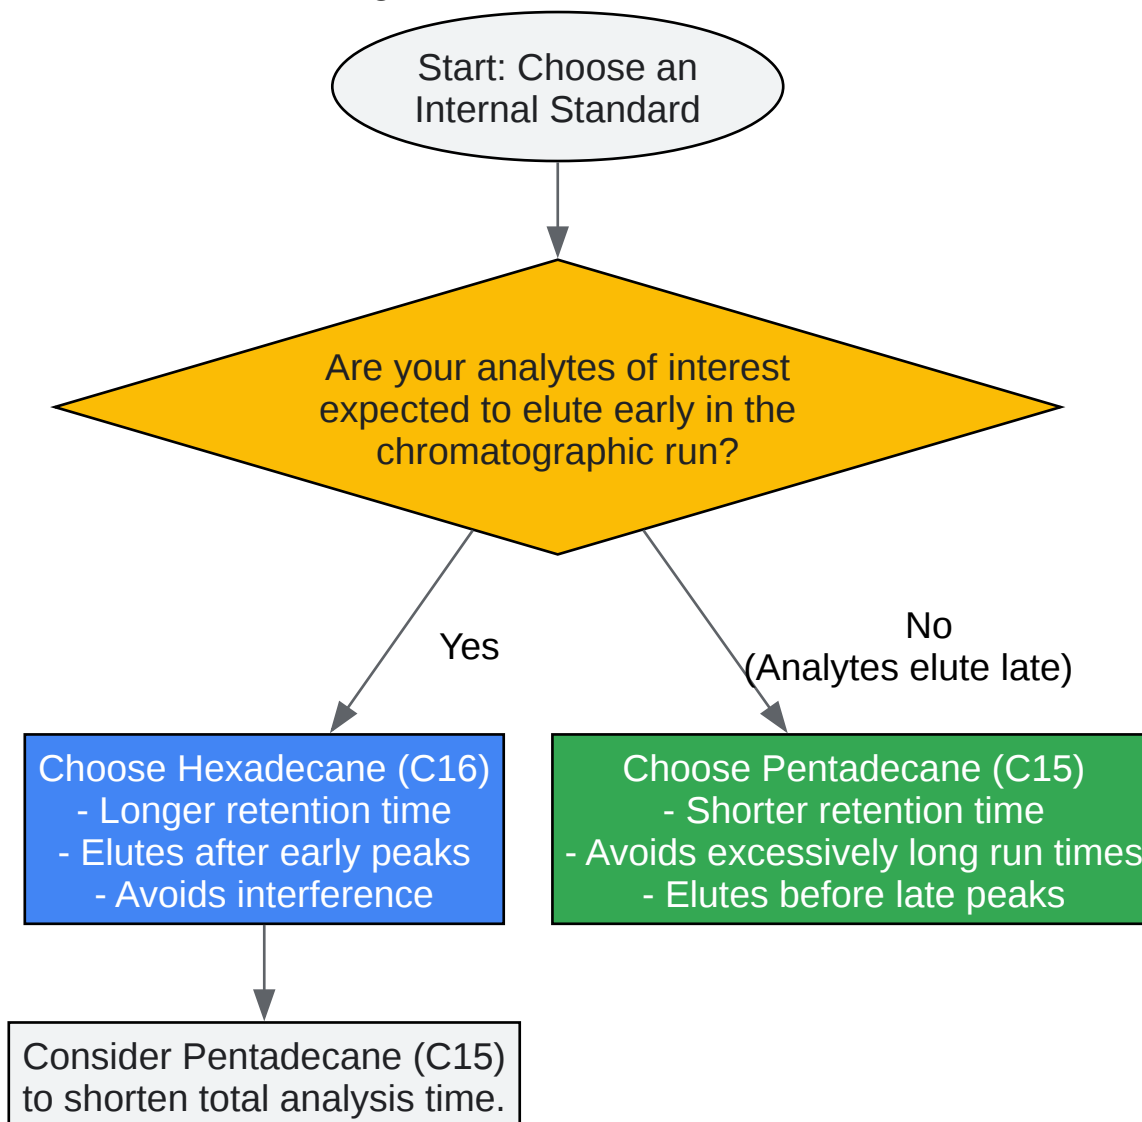 Start: Choose an
Internal Standard
Are your analytes of interest
expected to elute early in the
chromatographic run?
Yes
No
(Analytes elute late)
Choose Hexadecane (C16)
- Longer retention time
- Elutes after early peaks
- Avoids interference
Choose Pentadecane (C15)
- Shorter retention time
- Avoids excessively long run times
- Elutes before late peaks
Consider Pentadecane (C15)
to shorten total analysis time.